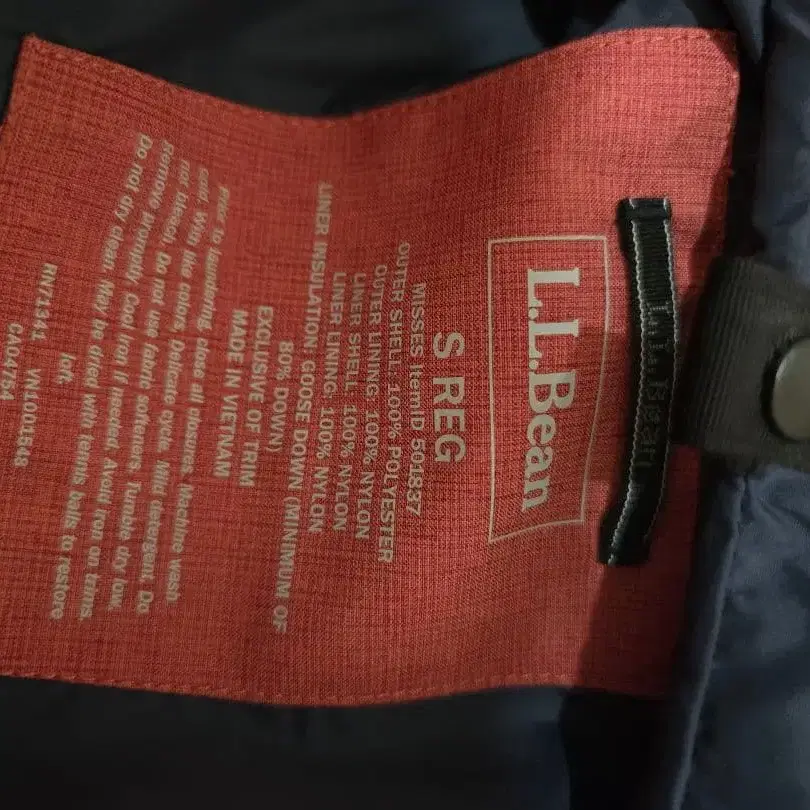 L.L.Bean
L.L.Bean
S REG
MISSES ItemID 501837
OUTER SHELL: 100% POLYESTER
OUTER LINING: 100% NYLON
LINER SHELL: 100% NYLON
LINER LINING: 100% NYLON
LINER INSULATION: GOOSE DOWN (MINIMUM OF
80% DOWN)
EXCLUSIVE OF TRIM
MADE IN VIETNAM
Prior to laundering, close all closures. Machine wash
cold. With like colors. Delicate cycle. Mild detergent. Do
not bleach. Do not use fabric softeners. Tumble dry low.
Remove promptly. Cool iron if needed. Avoid iron on trims.
Do not dry clean. May be dried with tennis balls to restore
loft.
RN71341 VN1001548
CA04754